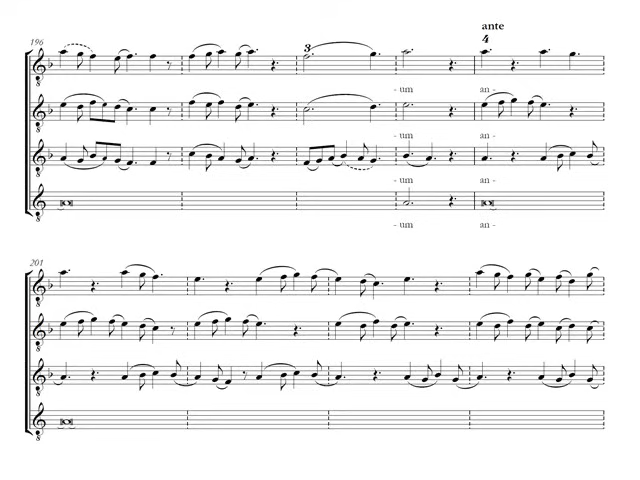 ante
196
3
4
- um
an-
- um
an-
- um
an-
- um
an-
201